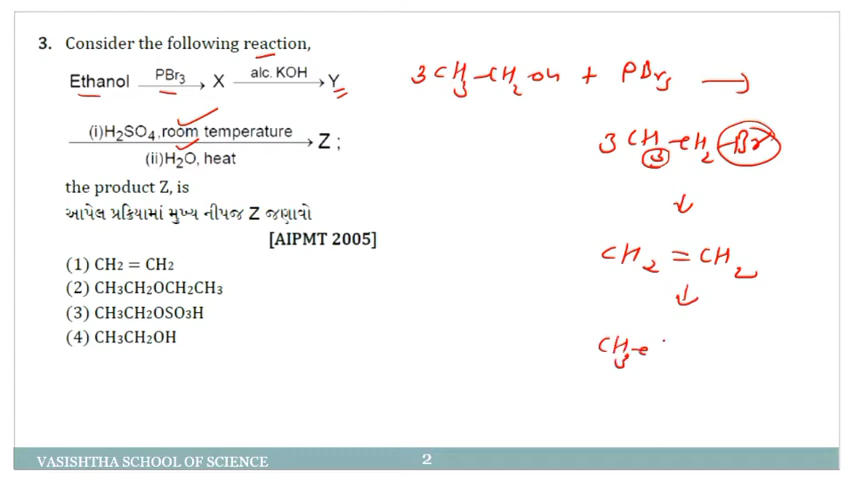 3. Consider the following reaction,
Ethanol PBr3 X alc. KOH Y
(i)H2SO4,room temperature
(ii)H2O, heat
Z ;
the product Z, is
આપેલ પ્રક્રિયામાં મુખ્ય નીપજ Z જણાવો
[AIPMT 2005]
(1) CH2 = CH2
(2) CH3CH2OCH2CH3
(3) CH3CH2OSO3H
(4) CH3CH2OH
3CH3-CH2OH + PBr3 →
3 CH3-CH2-Br
↓
CH2 = CH2
↓
CH3-C
VASISHTHA SCHOOL OF SCIENCE
2